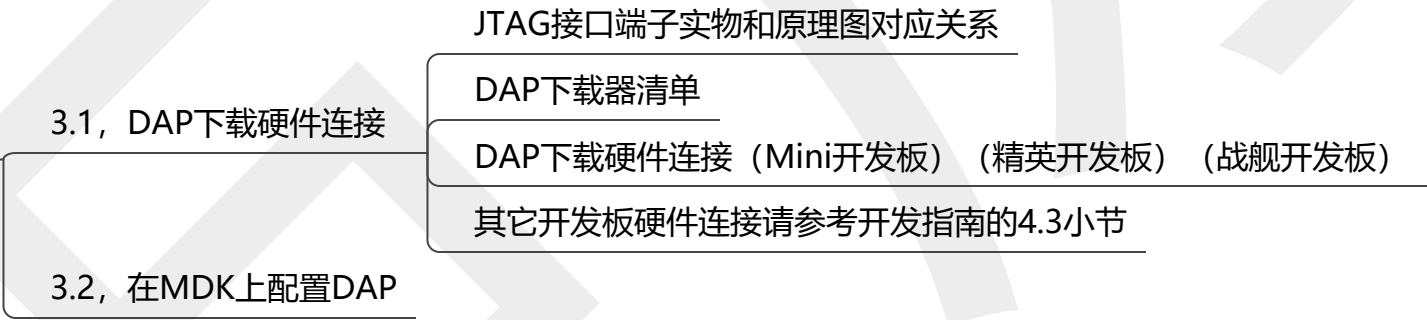 JTAG接口端子实物和原理图对应关系
DAP下载器清单
3.1，DAP下载硬件连接
DAP下载硬件连接（Mini开发板）（精英开发板）（战舰开发板）
其它开发板硬件连接请参考开发指南的4.3小节
3.2，在MDK上配置DAP